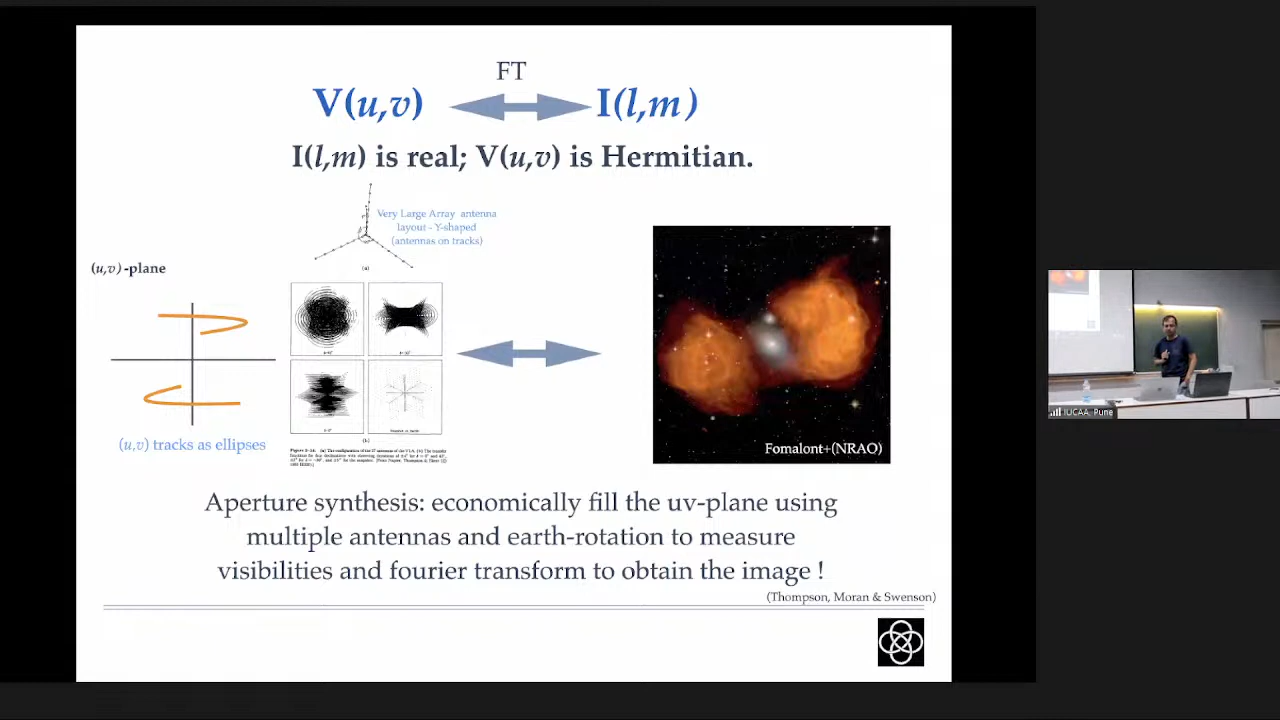 FT
V(u,v) I(l,m)
I(l,m) is real; V(u,v) is Hermitian.
Very Large Array antenna
layout - Y-shaped
(antennas on tracks)
(a)
(u,v)-plane
(b)
(u,v) tracks as ellipses
Fomalont+(NRAO)
Aperture synthesis: economically fill the uv-plane using
multiple antennas and earth-rotation to measure
visibilities and fourier transform to obtain the image !
(Thompson, Moran & Swenson)
IUCAA, Pune